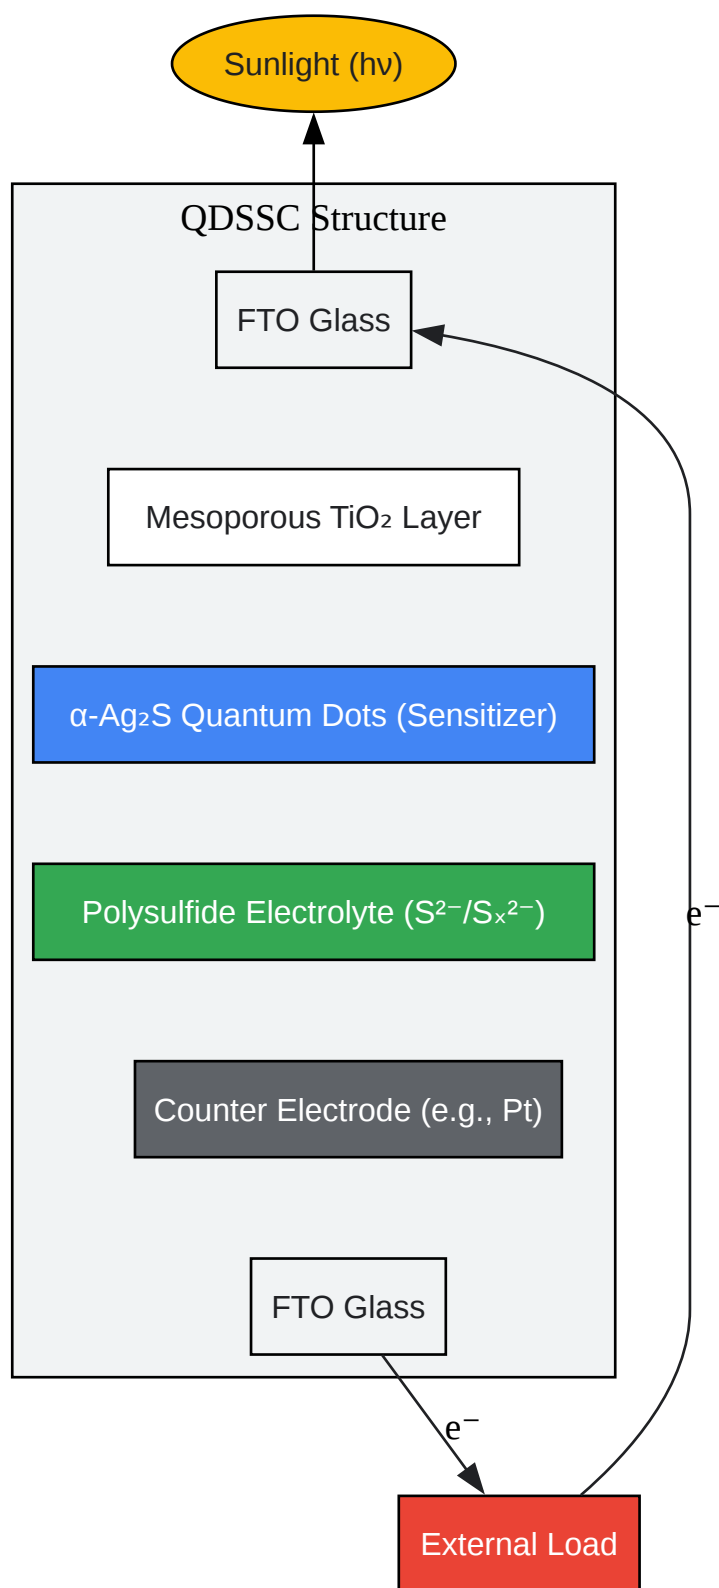 Sunlight (hν)
QDSSC Structure
FTO Glass
Mesoporous TiO₂ Layer
α-Ag₂S Quantum Dots (Sensitizer)
Polysulfide Electrolyte (S²⁻/Sₓ²⁻)
e⁻
Counter Electrode (e.g., Pt)
FTO Glass
e⁻
External Load